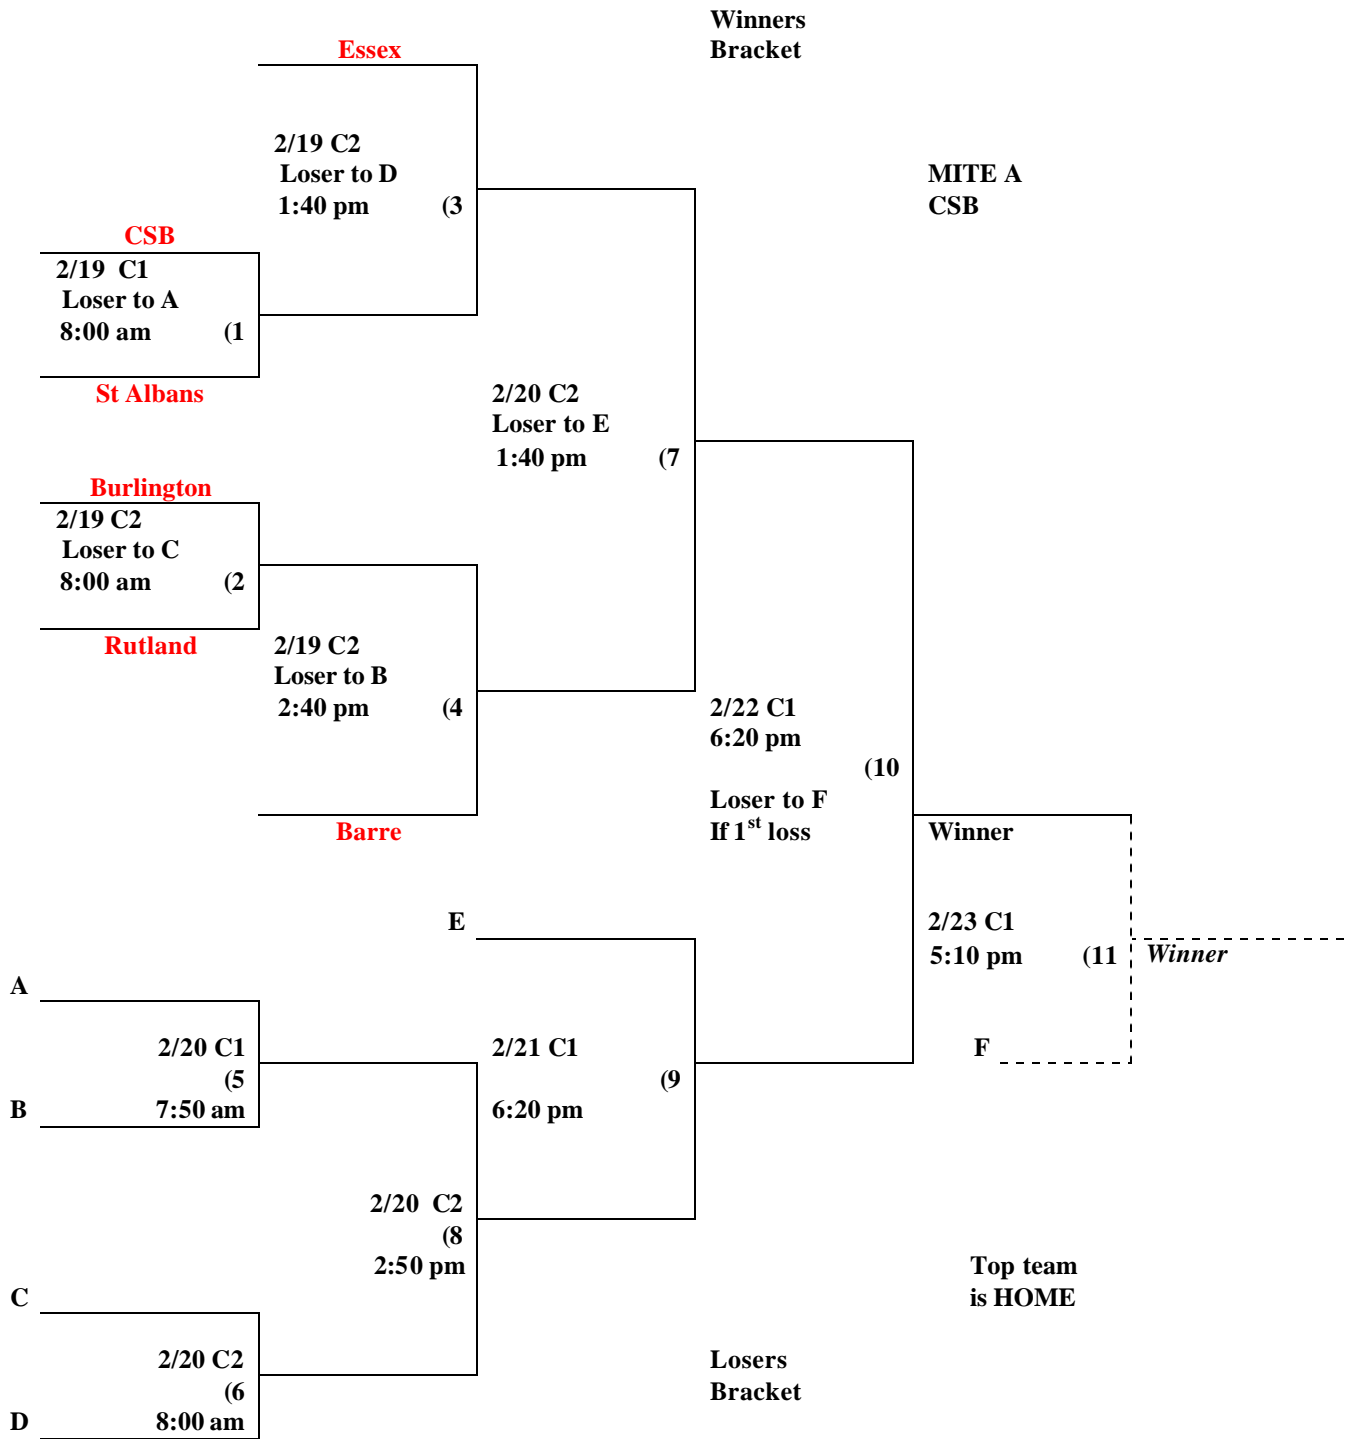 Winners
Bracket
Essex
2/19 C2
Loser to D
1:40 pm (3
MITE A
CSB
CSB
2/19 C1
Loser to A
8:00 am (1
St Albans
2/20 C2
Loser to E
1:40 pm (7
Burlington
2/19 C2
Loser to C
8:00 am (2
Rutland
2/19 C2
Loser to B
2:40 pm (4
Barre
2/22 C1
6:20 pm
(10
Loser to F
If 1st loss
Winner
E
2/23 C1
5:10 pm (11
Winner
F
A
2/20 C1
(5
7:50 am
B
2/21 C1
(9
6:20 pm
2/20 C2
(8
2:50 pm
Top team
is HOME
C
2/20 C2
(6
8:00 am
D
Losers
Bracket